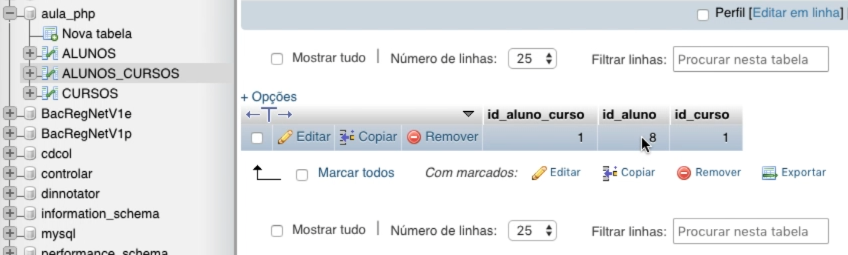 aula_php
Nova tabela
ALUNOS
ALUNOS_CURSOS
CURSOS
BacRegNetV1e
BacRegNetV1p
cdcol
controlar
dinnotator
information_schema
mysql
performance_schema
Perfil [Editar em linha]
Mostrar tudo | Número de linhas: 25 Filtrar linhas: Procurar nesta tabela
+ Opções
id_aluno_curso id_aluno id_curso
Editar Copiar Remover 1 8 1
Marcar todos Com marcados: Editar Copiar Remover Exportar
Mostrar tudo | Número de linhas: 25 Filtrar linhas: Procurar nesta tabela